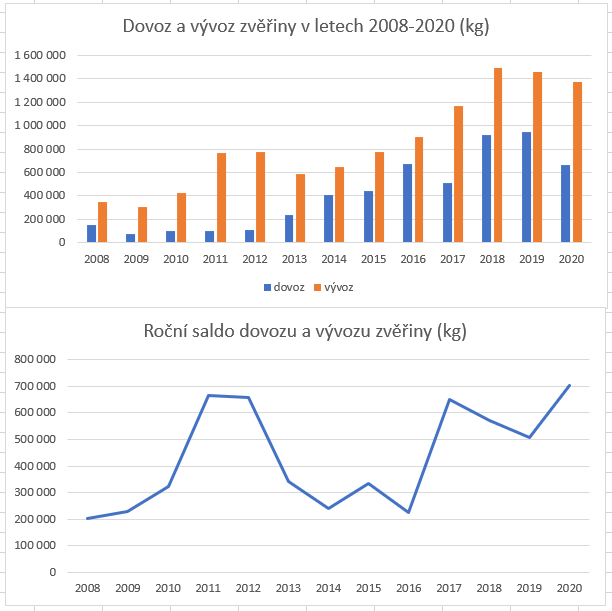 Dovoz a vývoz zvěřiny v letech 2008-2020 (kg)
1 600 000
1 400 000
1 200 000
1 000 000
800 000
600 000
400 000
200 000
0
2008 2009 2010 2011 2012 2013 2014 2015 2016 2017 2018 2019 2020
dovoz vývoz
Roční saldo dovozu a vývozu zvěřiny (kg)
800 000
700 000
600 000
500 000
400 000
300 000
200 000
100 000
0
2008 2009 2010 2011 2012 2013 2014 2015 2016 2017 2018 2019 2020